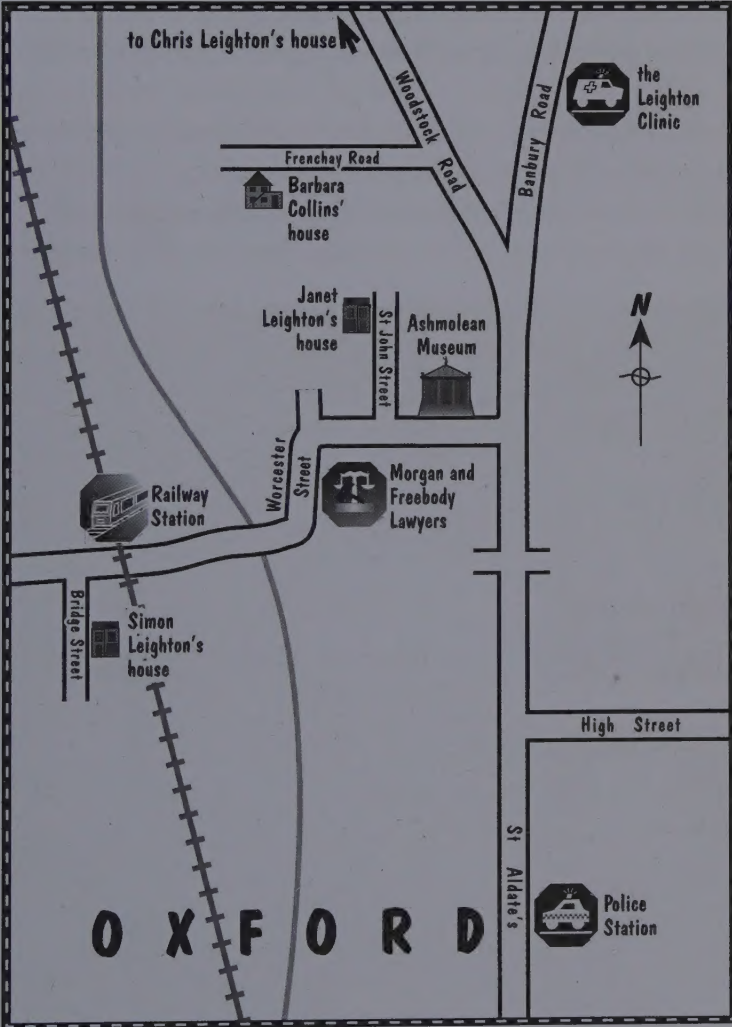 to Chris Leighton's house
Woodstock Road
Banbury Road
the
Leighton
Clinic
Frenchay Road
Barbara
Collins'
house
Janet
Leighton's
house
St John Street
Ashmolean
Museum
N
Worcester
Street
Morgan and
Freebody
Lawyers
Railway
Station
Bridge Street
Simon
Leighton's
house
High Street
St Aldate's
Police
Station
OXFORD